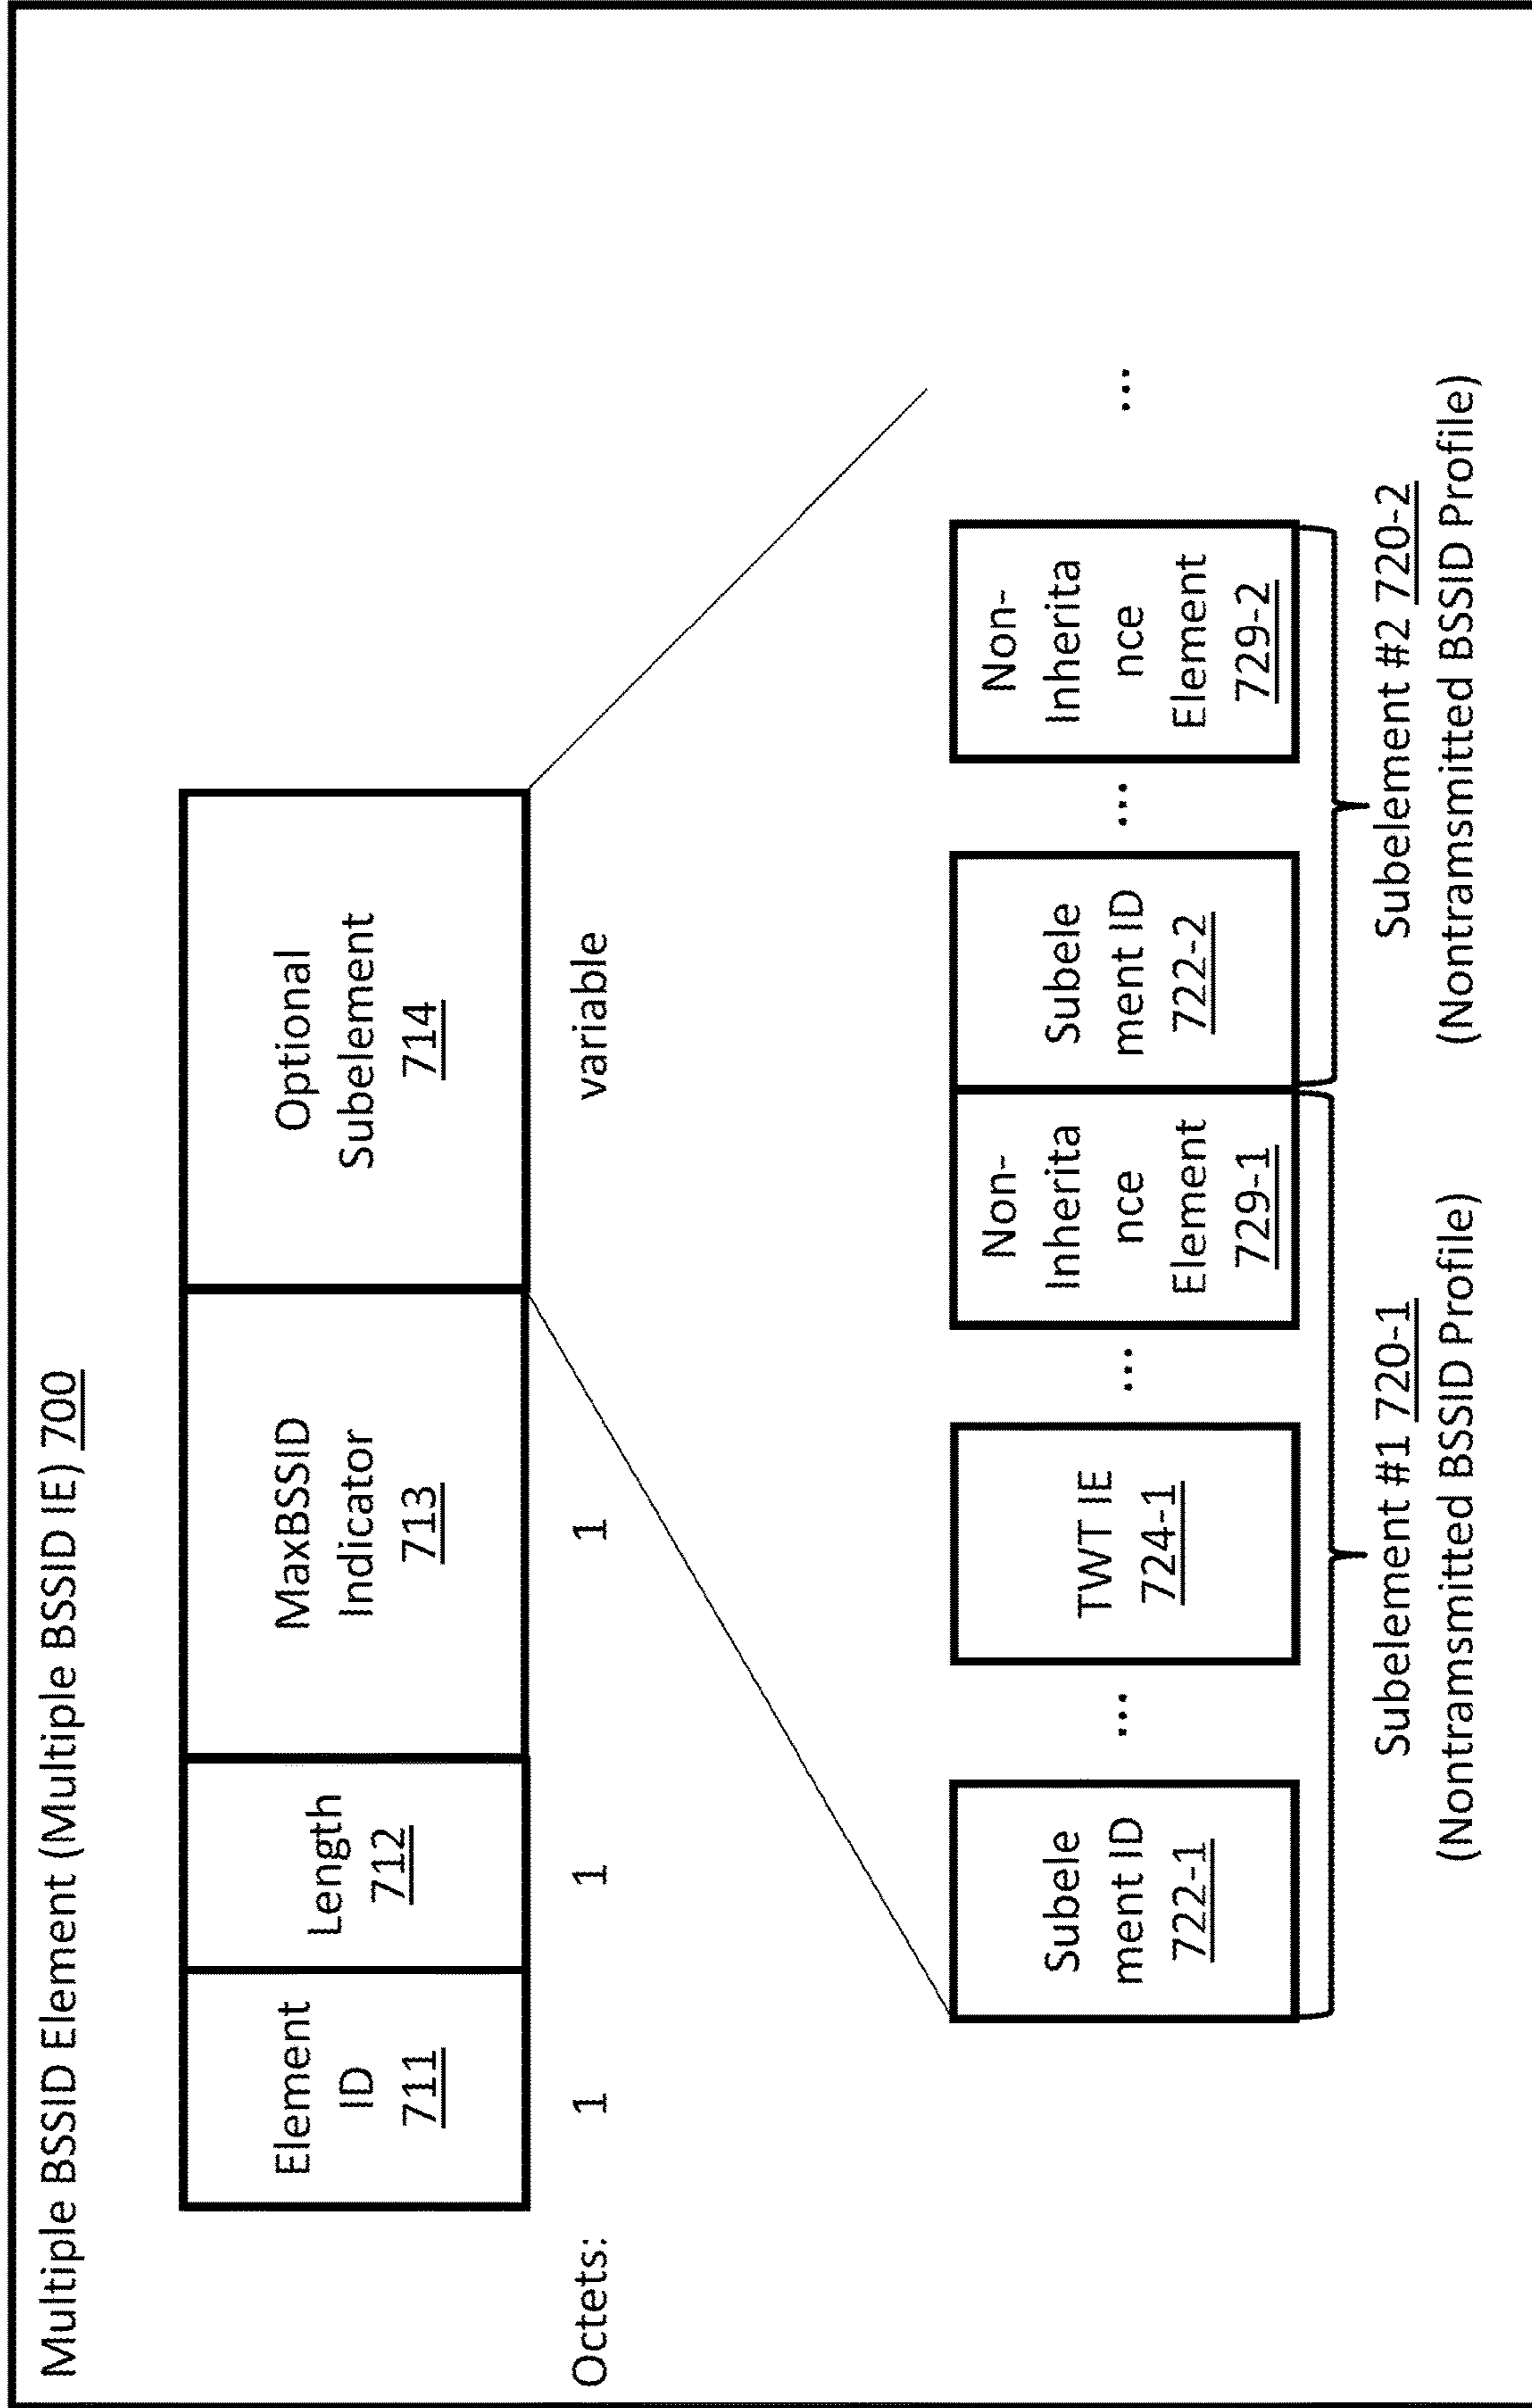 Multiple BSSID Element (Multiple BSSID IE) 700
Element
ID
711
Length
712
MaxBSSID
Indicator
713
Optional
Subelement
714
Octets:
1
1
1
variable
Subele
ment ID
722-1
...
TWT IE
724-1
...
Non-
Inherita
nce
Element
729-1
Subele
ment ID
722-2
...
Non-
Inherita
nce
Element
729-2
...
Subelement #1 720-1
(Nontramsmitted BSSID Profile)
Subelement #2 720-2
(Nontramsmitted BSSID Profile)